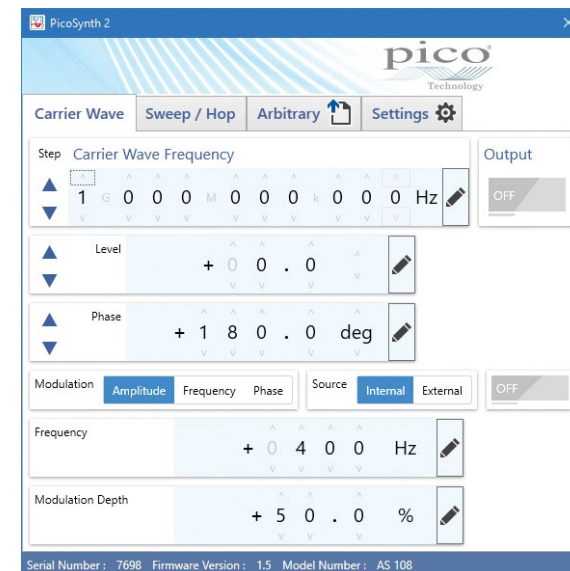 PicoSynth 2
pico
Technology
Carrier Wave Sweep / Hop Arbitrary Settings
Step Carrier Wave Frequency Output
1 G 0 0 0 M 0 0 0 k 0 0 0 Hz OFF
Level
+ 0 0 . 0
Phase
+ 1 8 0 . 0 deg
Modulation Amplitude Frequency Phase Source Internal External OFF
Frequency
+ 0 4 0 0 Hz
Modulation Depth
+ 5 0 . 0 %
Serial Number : 7698 Firmware Version : 1.5 Model Number : AS 108